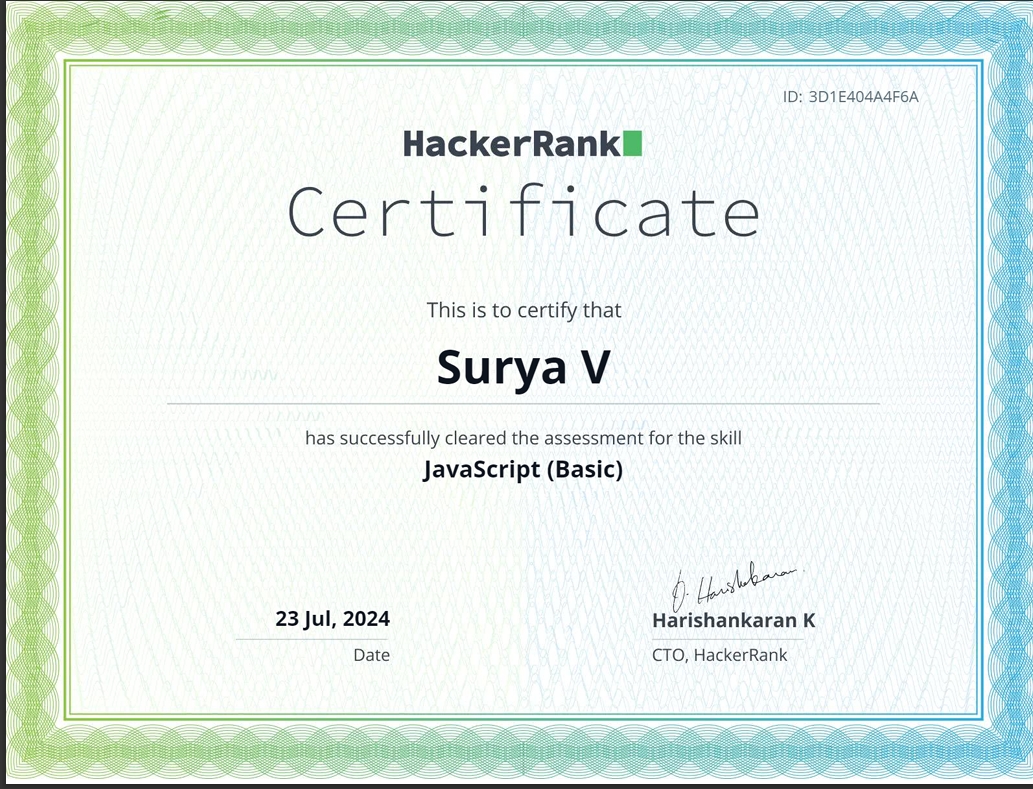 ID: 3D1E404A4F6A
HackerRank
Certificate
This is to certify that
Surya V
has successfully cleared the assessment for the skill
JavaScript (Basic)
23 Jul, 2024
Date
Harishankaran K
CTO, HackerRank